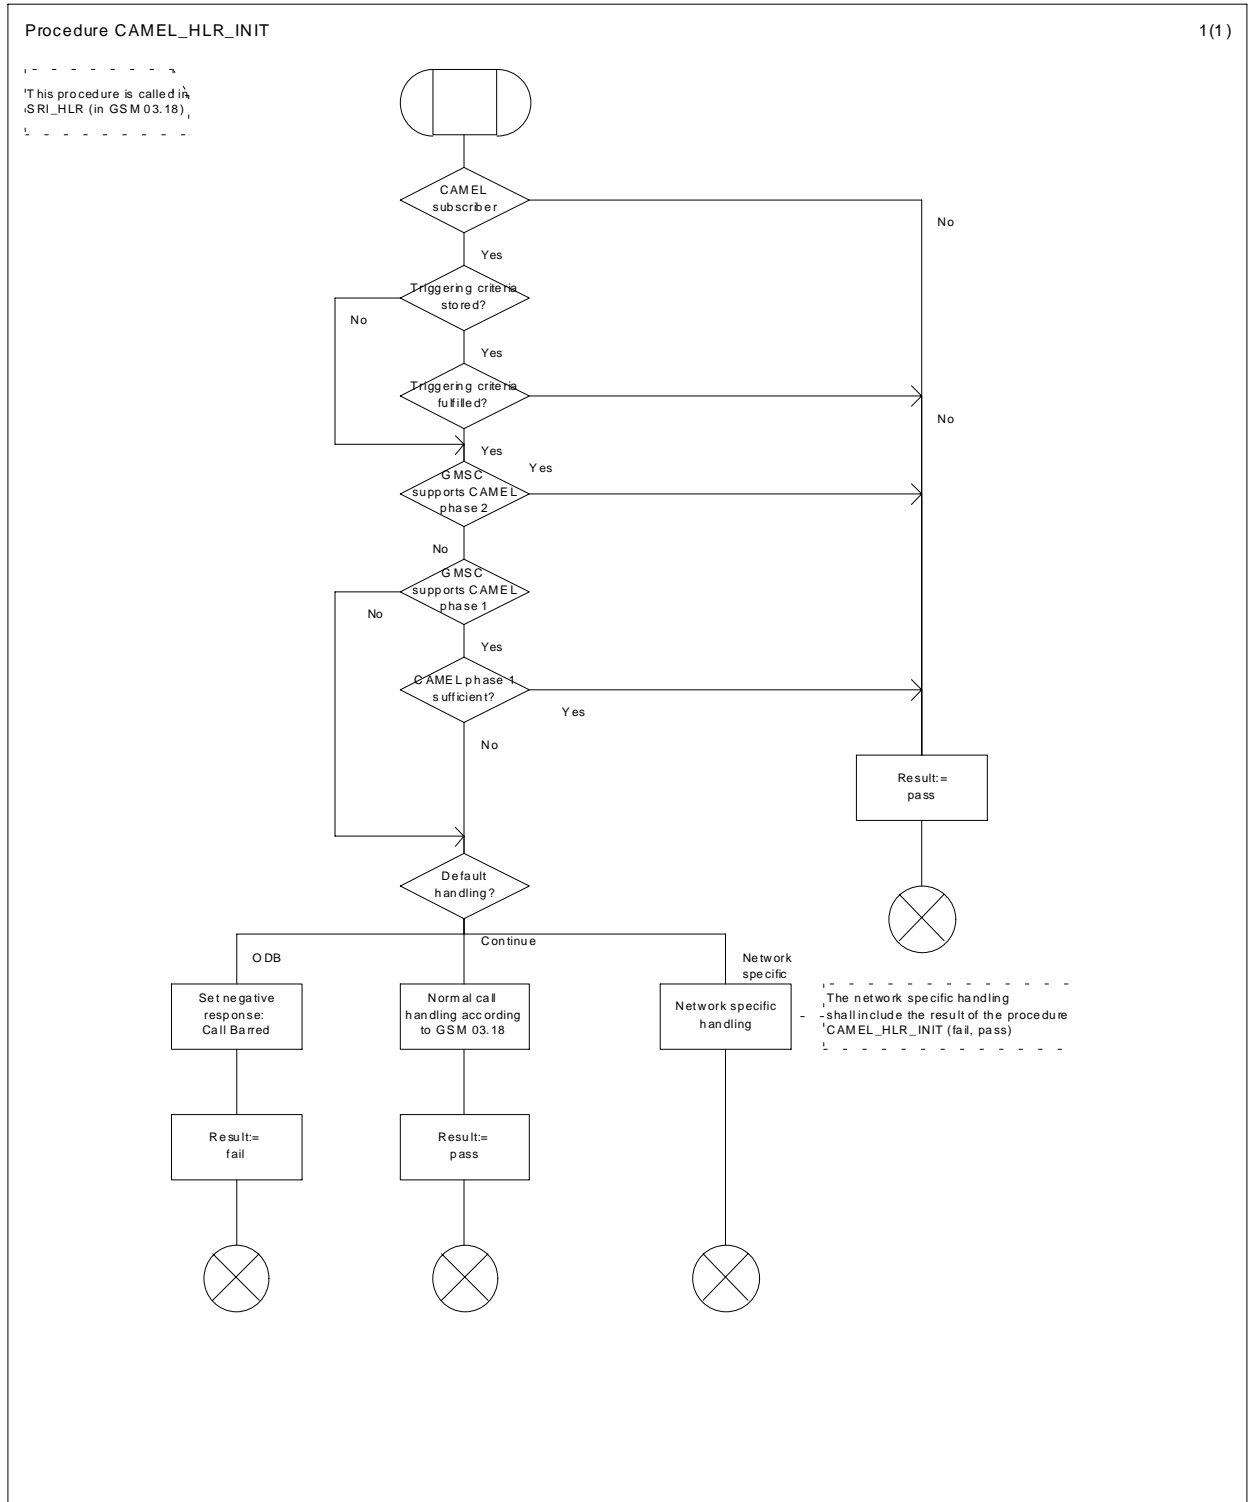 Procedure CAMEL_HLR_INIT
1(1)
This procedure is called in
SRI_HLR (in GSM 03.18)
CAMEL
subscriber
No
Yes
Triggering criteria
stored?
No
Yes
Triggering criteria
fulfilled?
No
Yes
GMSC
supports CAMEL
phase 2
Yes
No
GMSC
supports CAMEL
phase 1
No
Yes
CAMEL phase 1
sufficient?
Yes
No
Result:=
pass
Default
handling?
ODB
Continue
Network
specific
Set negative
response:
Call Barred
Normal call
handling according
to GSM 03.18
Network specific
handling
The network specific handling
shall include the result of the procedure
CAMEL_HLR_INIT (fail, pass)
Result:=
fail
Result:=
pass